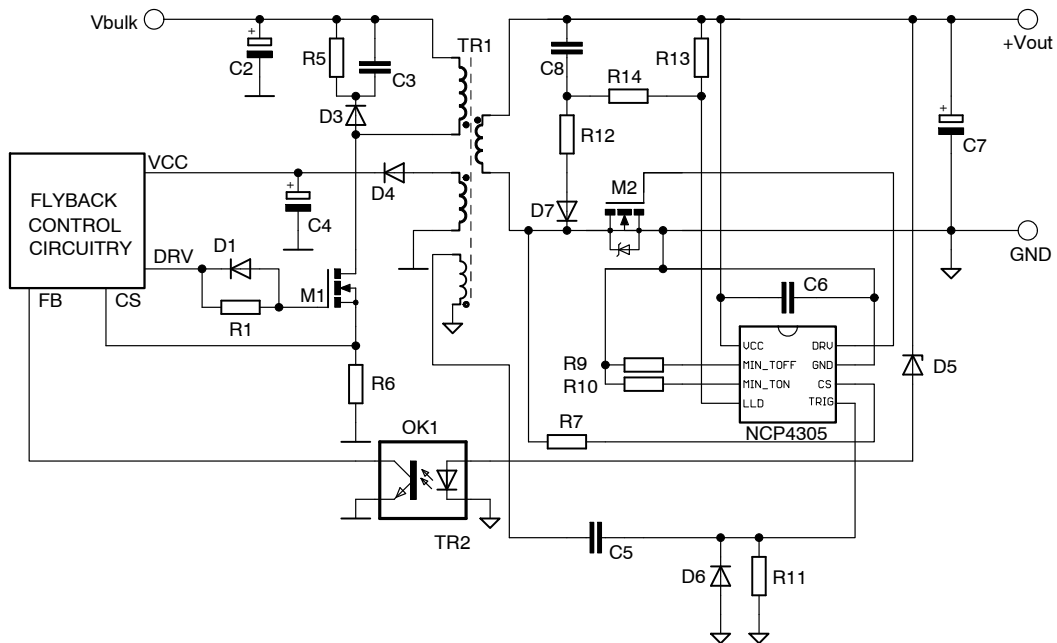 Vbulk
+
C2
R5
C3
D3
TR1
C8
R13
R14
R12
+Vout
+
C7
VCC
D4
+
C4
M2
D7
GND
FLYBACK
CONTROL
CIRCUITRY
DRV
D1
R1
M1
FB
CS
C6
VCC
DRV
MIN_TOFF
GND
MIN_TON
CS
LLD
TRIG
NCP4305
R9
R10
R7
D5
R6
OK1
TR2
C5
D6
R11